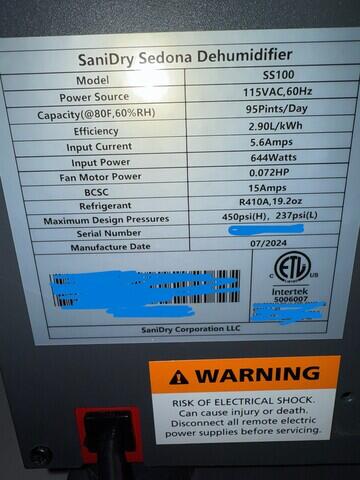 SaniDry Sedona Dehumidifier
Model SS100
Power Source 115VAC,60Hz
Capacity(@80F,60%RH) 95Pints/Day
Efficiency 2.90L/kWh
Input Current 5.6Amps
Input Power 644Watts
Fan Motor Power 0.072HP
BCSC 15Amps
Refrigerant R410A,19.2oz
Maximum Design Pressures 450psi(H), 237psi(L)
Serial Number
Manufacture Date 07/2024
C ETL US
Intertek
5006007
SaniDry Corporation LLC
WARNING
RISK OF ELECTRICAL SHOCK.
Can cause injury or death.
Disconnect all remote electric
power supplies before servicing.